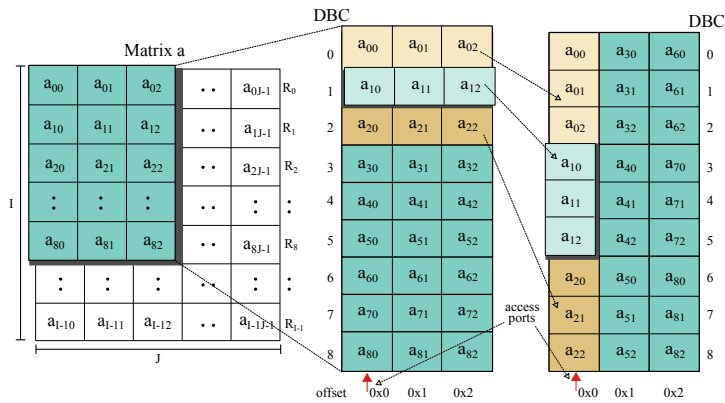 DBC
DBC
Matrix a
a00 a01 a02 ·· a0J-1 R0
a10 a11 a12 ·· a1J-1 R1
a20 a21 a22 ·· a2J-1 R2
: : : ·· : :
a80 a81 a82 ·· a8J-1 R8
: : : ·· :
aI-10 aI-11 aI-12 ·· aI-1J-1 RI-1
I
J
0 a00 a01 a02
1 a10 a11 a12
2 a20 a21 a22
3 a30 a31 a32
4 a40 a41 a42
5 a50 a51 a52
6 a60 a61 a62
7 a70 a71 a72
8 a80 a81 a82
offset 0x0 0x1 0x2
access
ports
a00 a30 a60 0
a01 a31 a61 1
a02 a32 a62 2
a10 a40 a70 3
a11 a41 a71 4
a12 a42 a72 5
a20 a50 a80 6
a21 a51 a81 7
a22 a52 a82 8
0x0 0x1 0x2